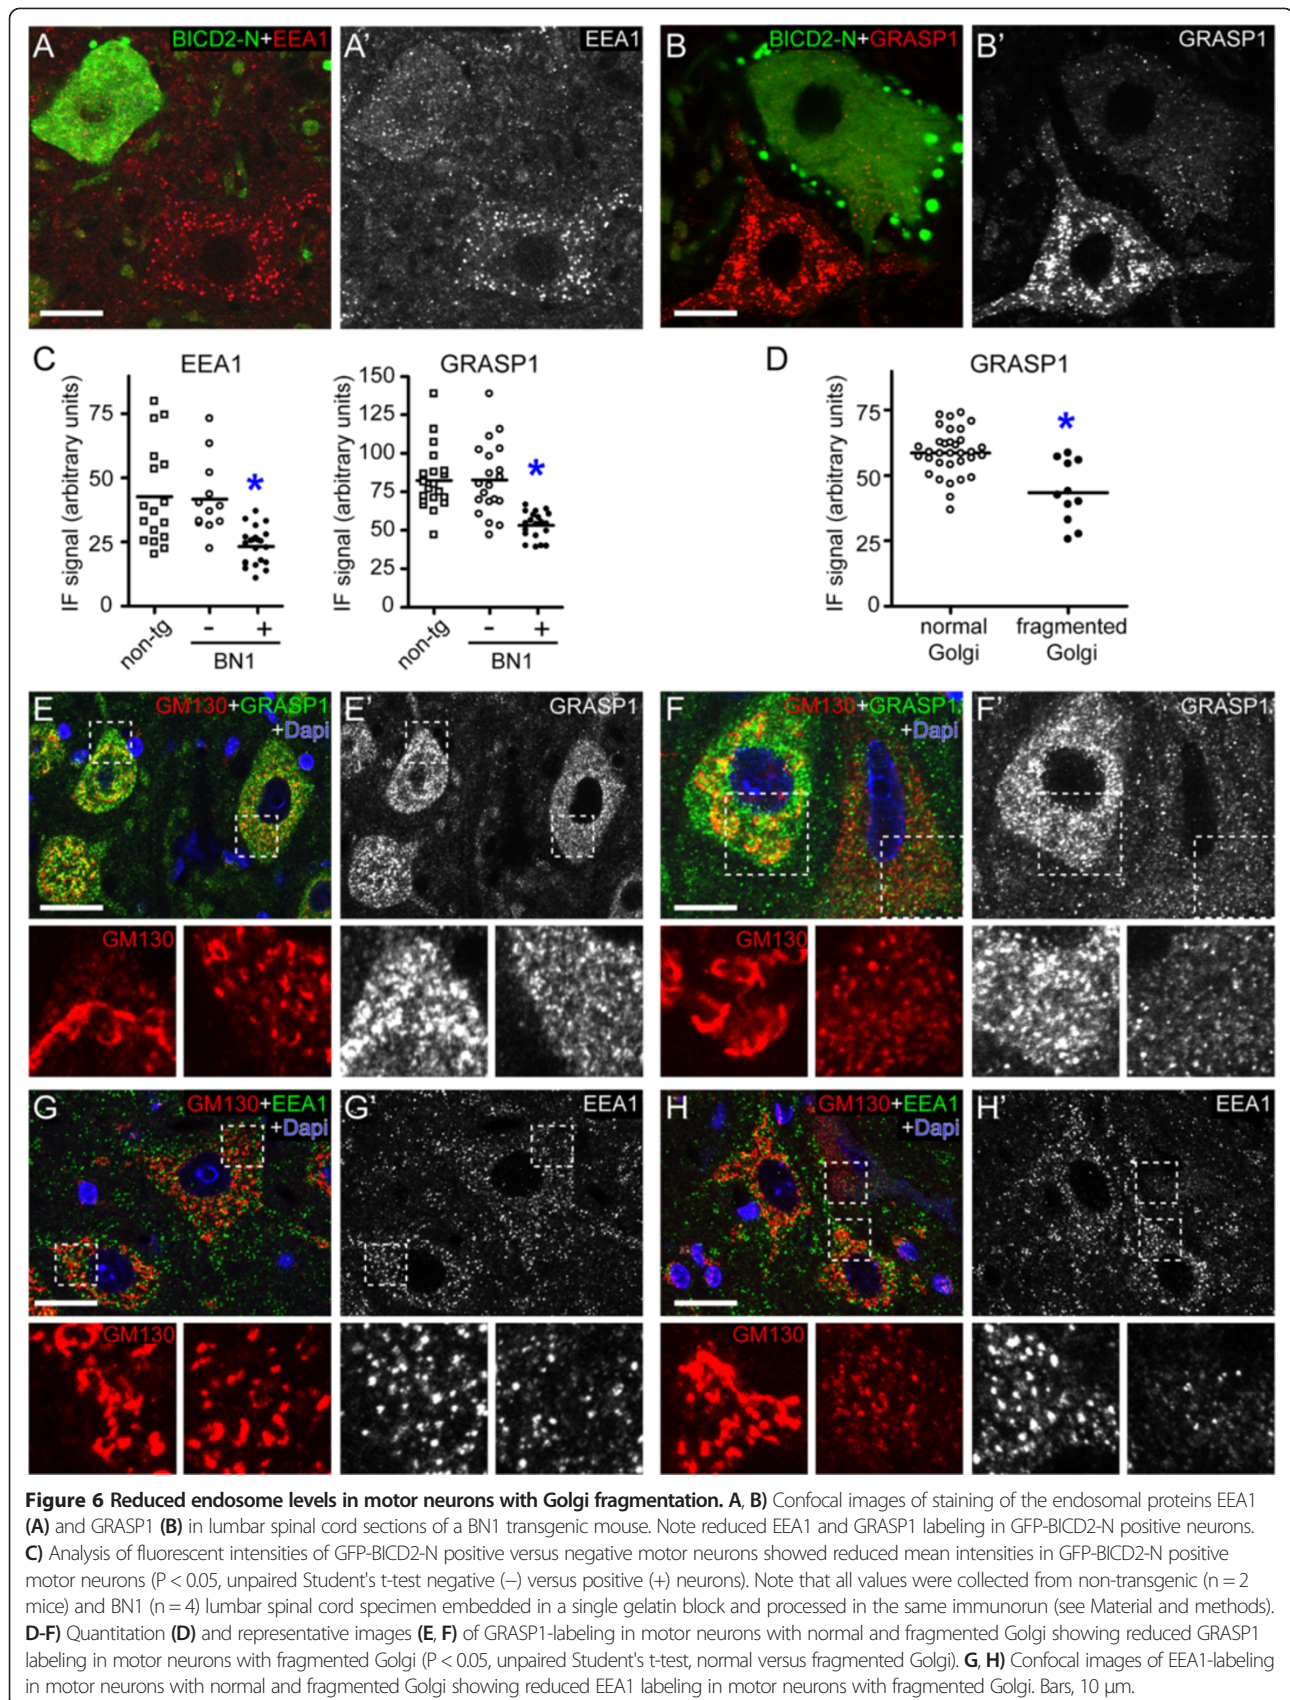 A BICD2-N+EEA1
A' EEA1
B BICD2-N+GRASP1
B' GRASP1
C EEA1
IF signal (arbitrary units)
75
50
25
0
non-tg - +
BN1
GRASP1
IF signal (arbitrary units)
150
125
100
75
50
25
0
non-tg - +
BN1
*
*
D GRASP1
IF signal (arbitrary units)
75
50
25
0
*
normal Golgi
fragmented Golgi
E GM130+GRASP1
+Dapi
E' GRASP1
F GM130+GRASP1
+Dapi
F' GRASP1
GM130
GM130
G GM130+EEA1
+Dapi
G' EEA1
H GM130+EEA1
+Dapi
H' EEA1
GM130
GM130
Figure 6 Reduced endosome levels in motor neurons with Golgi fragmentation. A, B) Confocal images of staining of the endosomal proteins EEA1
(A) and GRASP1 (B) in lumbar spinal cord sections of a BN1 transgenic mouse. Note reduced EEA1 and GRASP1 labeling in GFP-BICD2-N positive neurons.
C) Analysis of fluorescent intensities of GFP-BICD2-N positive versus negative motor neurons showed reduced mean intensities in GFP-BICD2-N positive
motor neurons (P < 0.05, unpaired Student's t-test negative (−) versus positive (+) neurons). Note that all values were collected from non-transgenic (n = 2
mice) and BN1 (n = 4) lumbar spinal cord specimen embedded in a single gelatin block and processed in the same immunorun (see Material and methods).
D-F) Quantitation (D) and representative images (E, F) of GRASP1-labeling in motor neurons with normal and fragmented Golgi showing reduced GRASP1
labeling in motor neurons with fragmented Golgi (P < 0.05, unpaired Student's t-test, normal versus fragmented Golgi). G, H) Confocal images of EEA1-labeling
in motor neurons with normal and fragmented Golgi showing reduced EEA1 labeling in motor neurons with fragmented Golgi. Bars, 10 μm.